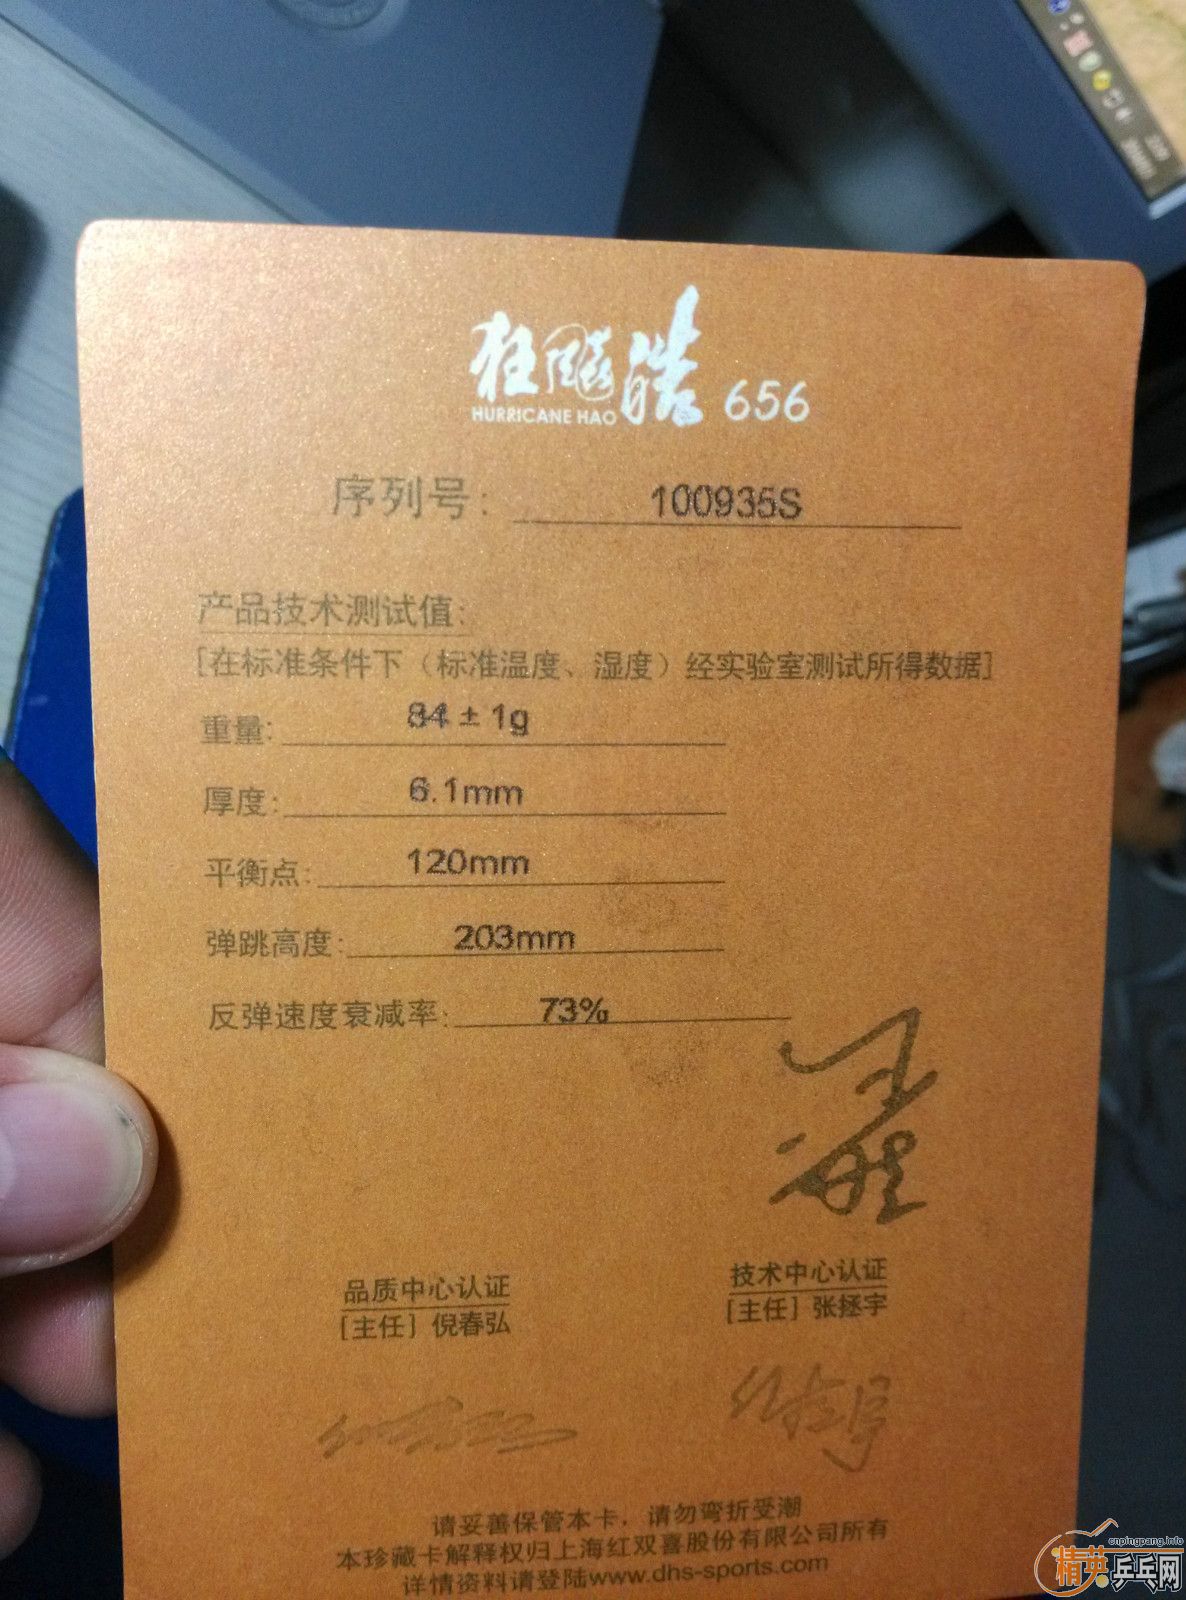 狂飚浩 656
HURRICANE HAO
序列号: 100935S
产品技术测试值:
[在标准条件下（标准温度、湿度）经实验室测试所得数据]
重量: 84±1g
厚度: 6.1mm
平衡点: 120mm
弹跳高度: 203mm
反弹速度衰减率: 73%
品质中心认证
[主任] 倪春弘
技术中心认证
[主任] 张拯宇
请妥善保管本卡，请勿弯折受潮
本珍藏卡解释权归上海红双喜股份有限公司所有
详情资料请登陆www.dhs-sports.com
cnpingpang.info
精英乒乓网